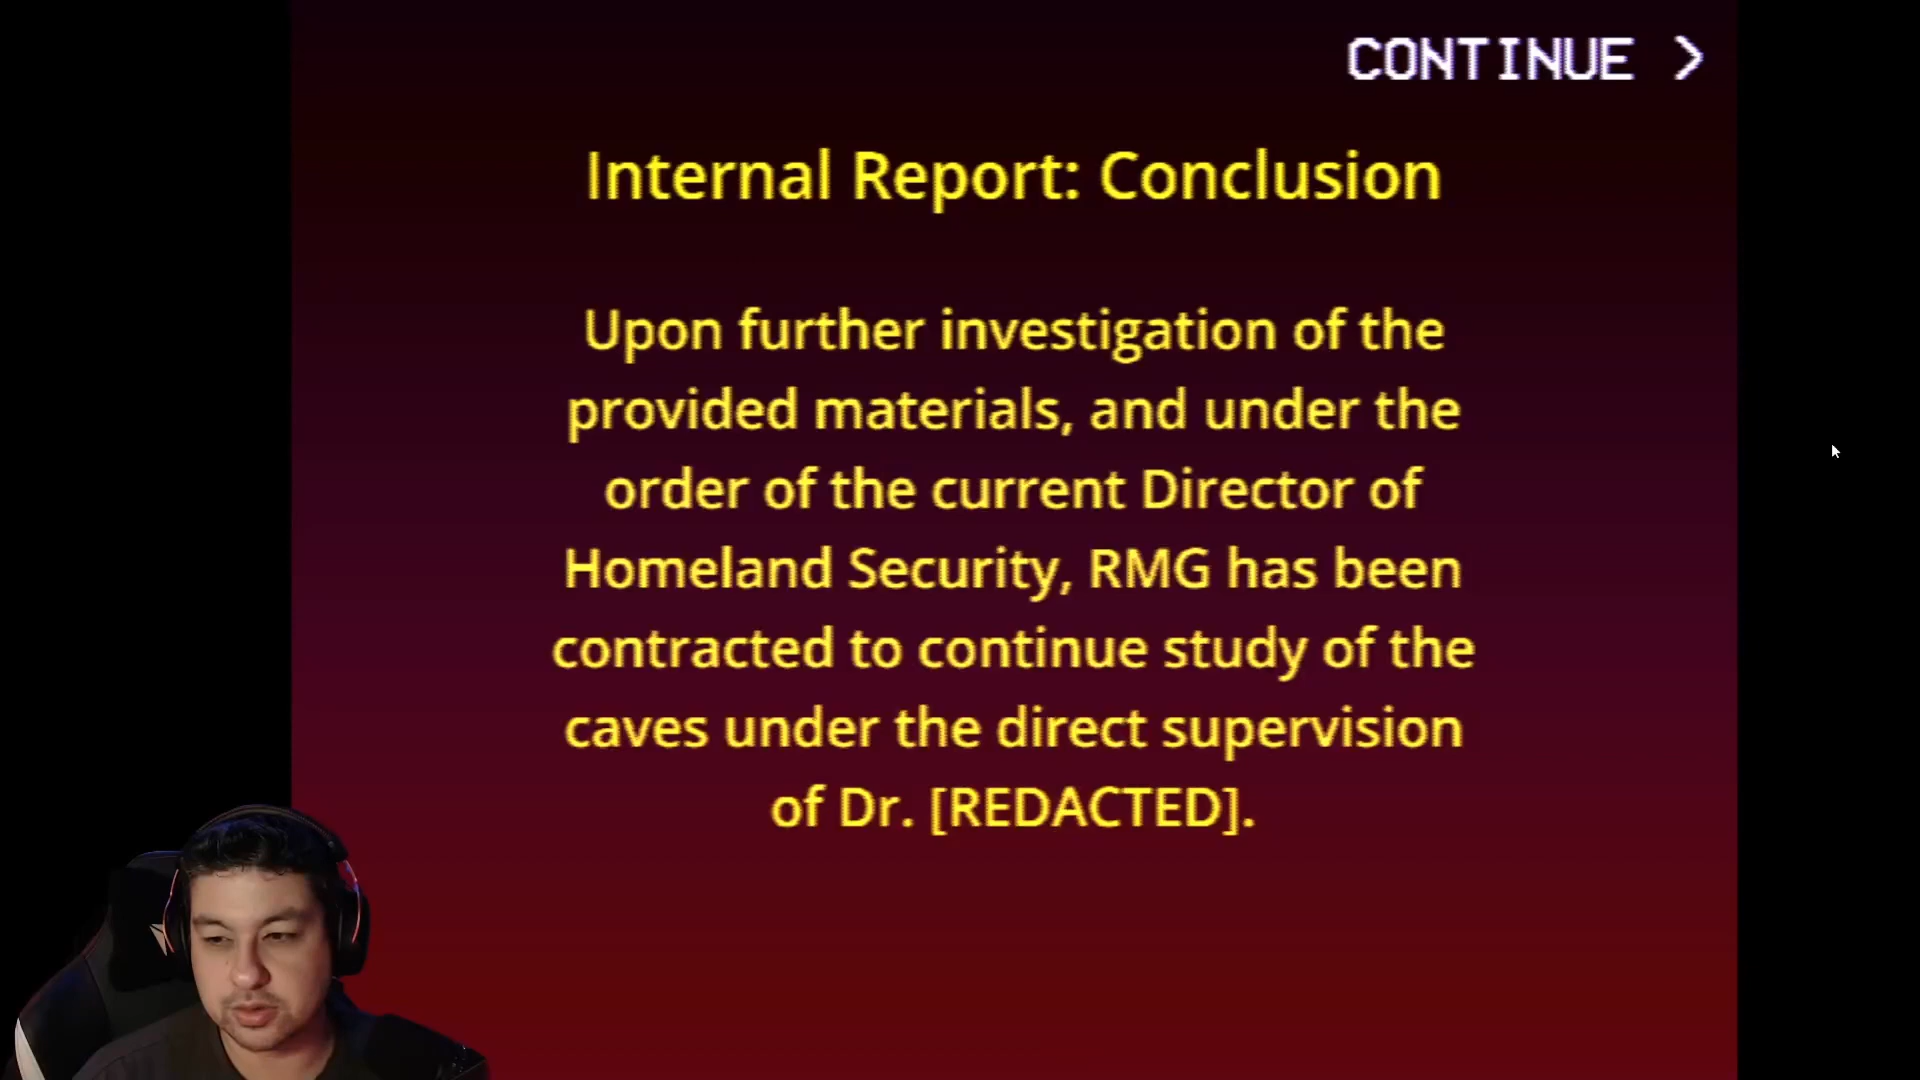 CONTINUE >
Internal Report: Conclusion
Upon further investigation of the
provided materials, and under the
order of the current Director of
Homeland Security, RMG has been
contracted to continue study of the
caves under the direct supervision
of Dr. [REDACTED].